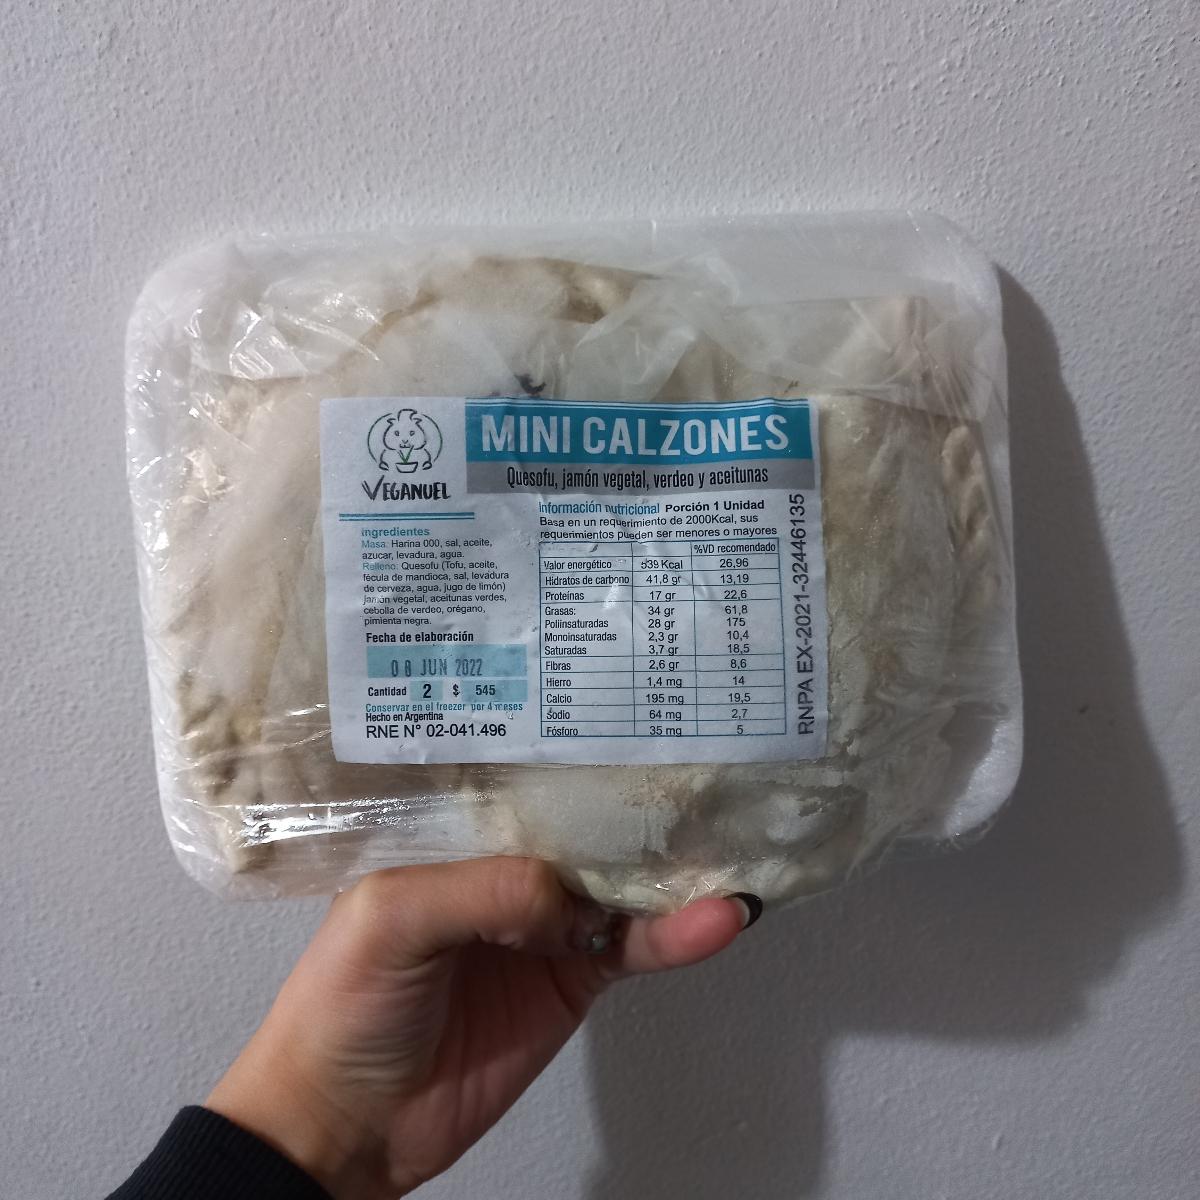 VEGANUEL
MINI CALZONES
Quesofu, jamón vegetal, verdeo y aceitunas
Ingredientes
Masa: Harina 000, sal, aceite,
azucar, levadura, agua.
Relleno: Quesofu (Tofu, aceite,
fecula de mandioca, sal, levadura
de cerveza, agua, jugo de limón)
jamón vegetal, aceitunas verdes,
cebolla de verdeo, orégano,
pimienta negra.
Fecha de elaboración
08 JUN 2022
Cantidad 2 $ 545
Conservar en el freezer por 4 meses
Hecho en Argentina
RNE N° 02-041.496
Información nutricional Porción 1 Unidad
Basa en un requerimiento de 2000Kcal, sus
requerimientos pueden ser menores o mayores
%VD recomendado
Valor energético 539 Kcal 26,96
Hidratos de carbono 41,8 gr 13,19
Proteínas 17 gr 22,6
Grasas: 34 gr 61,8
Poliinsaturadas 28 gr 175
Monoinsaturadas 2,3 gr 10,4
Saturadas 3,7 gr 18,5
Fibras 2,6 gr 8,6
Hierro 1,4 mg 14
Calcio 195 mg 19,5
Sodio 64 mg 2,7
Fósforo 35 mg 5
RNPA EX-2021-32446135